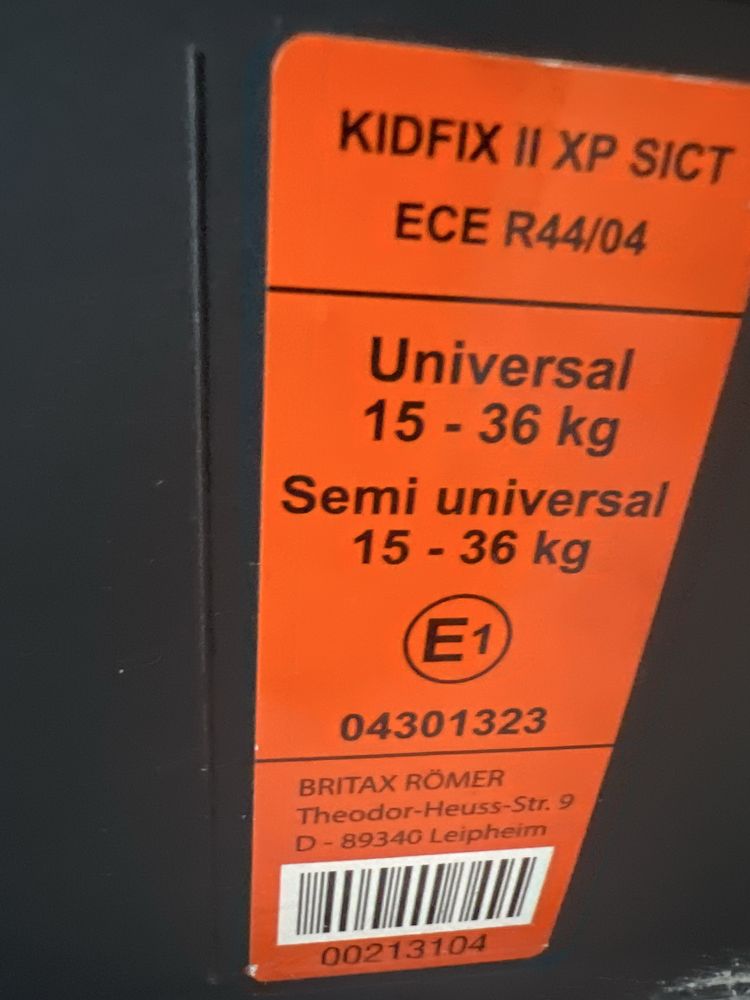 KIDFIX II XP SICT
ECE R44/04
Universal
15 - 36 kg
Semi universal
15 - 36 kg
E1
04301323
BRITAX RÖMER
Theodor-Heuss-Str. 9
D - 89340 Leipheim
00213104